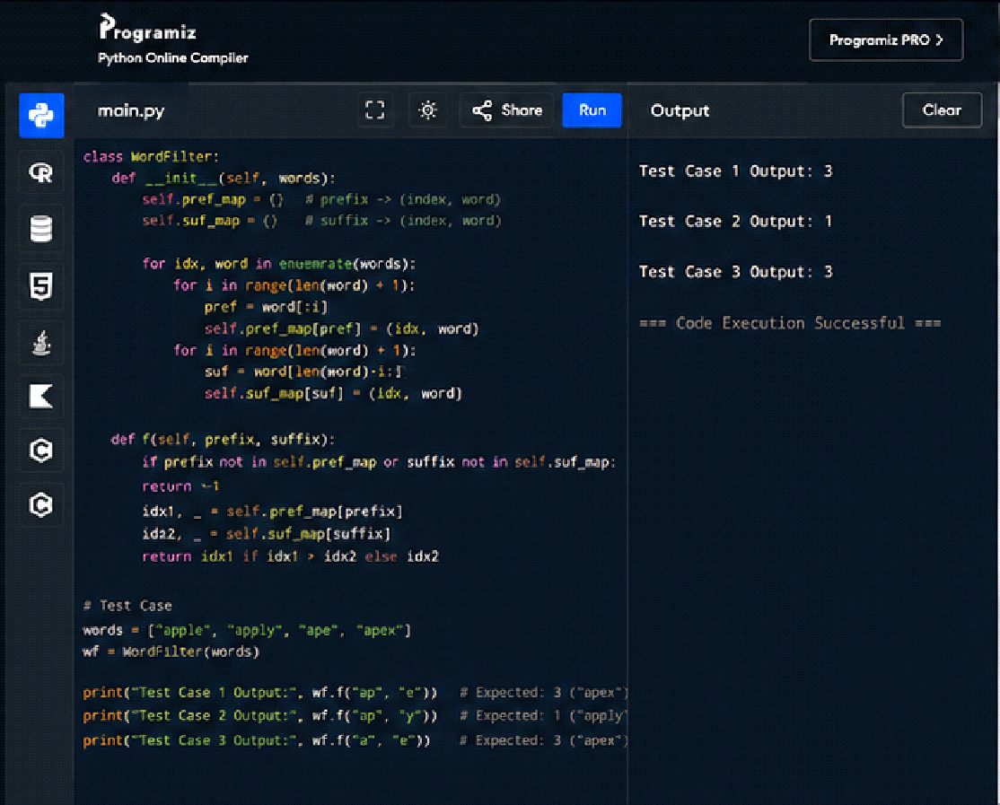 Programiz
Python Online Compiler
Programiz PRO >
main.py
Share
Run
Output
Clear
class WordFilter:
def __init__(self, words):
self.pref_map = {} # prefix -> (index, word)
self.suf_map = {} # suffix -> (index, word)
for idx, word in enuemrate(words):
for i in range(len(word) + 1):
pref = word[:i]
self.pref_map[pref] = (idx, word)
for i in range(len(word) + 1):
suf = word[len(word)-i:]
self.suf_map[suf] = (idx, word)
def f(self, prefix, suffix):
if prefix not in self.pref_map or suffix not in self.suf_map:
return -1
idx1, _ = self.pref_map[prefix]
id22, _ = self.suf_map[suffix]
return idx1 if idx1 > idx2 else idx2
# Test Case
words = ["apple", "apply", "ape", "apex"]
wf = WordFilter(words)
print("Test Case 1 Output:", wf.f("ap", "e")) # Expected: 3 ("apex")
print("Test Case 2 Output:", wf.f("ap", "y")) # Expected: 1 ("apply"
print("Test Case 3 Output:", wf.f("a", "e")) # Expected: 3 ("apex")
Test Case 1 Output: 3
Test Case 2 Output: 1
Test Case 3 Output: 3
=== Code Execution Successful ===